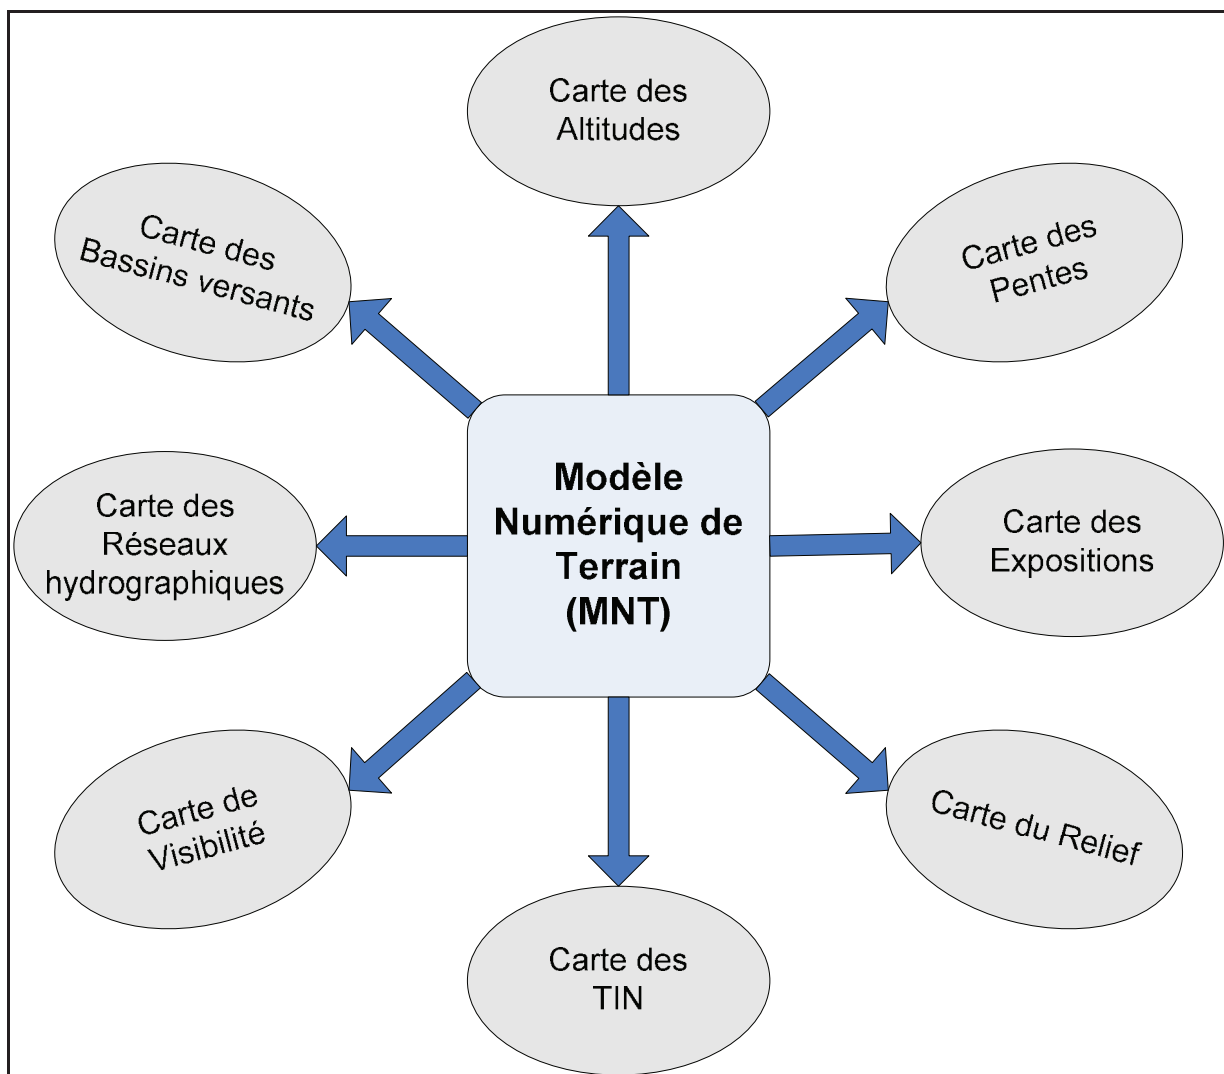 Carte des
Altitudes
Carte des
Bassins versants
Carte des
Pentes
Carte des
Réseaux
hydrographiques
Modèle
Numérique de
Terrain
(MNT)
Carte des
Expositions
Carte de
Visibilité
Carte du Relief
Carte des
TIN